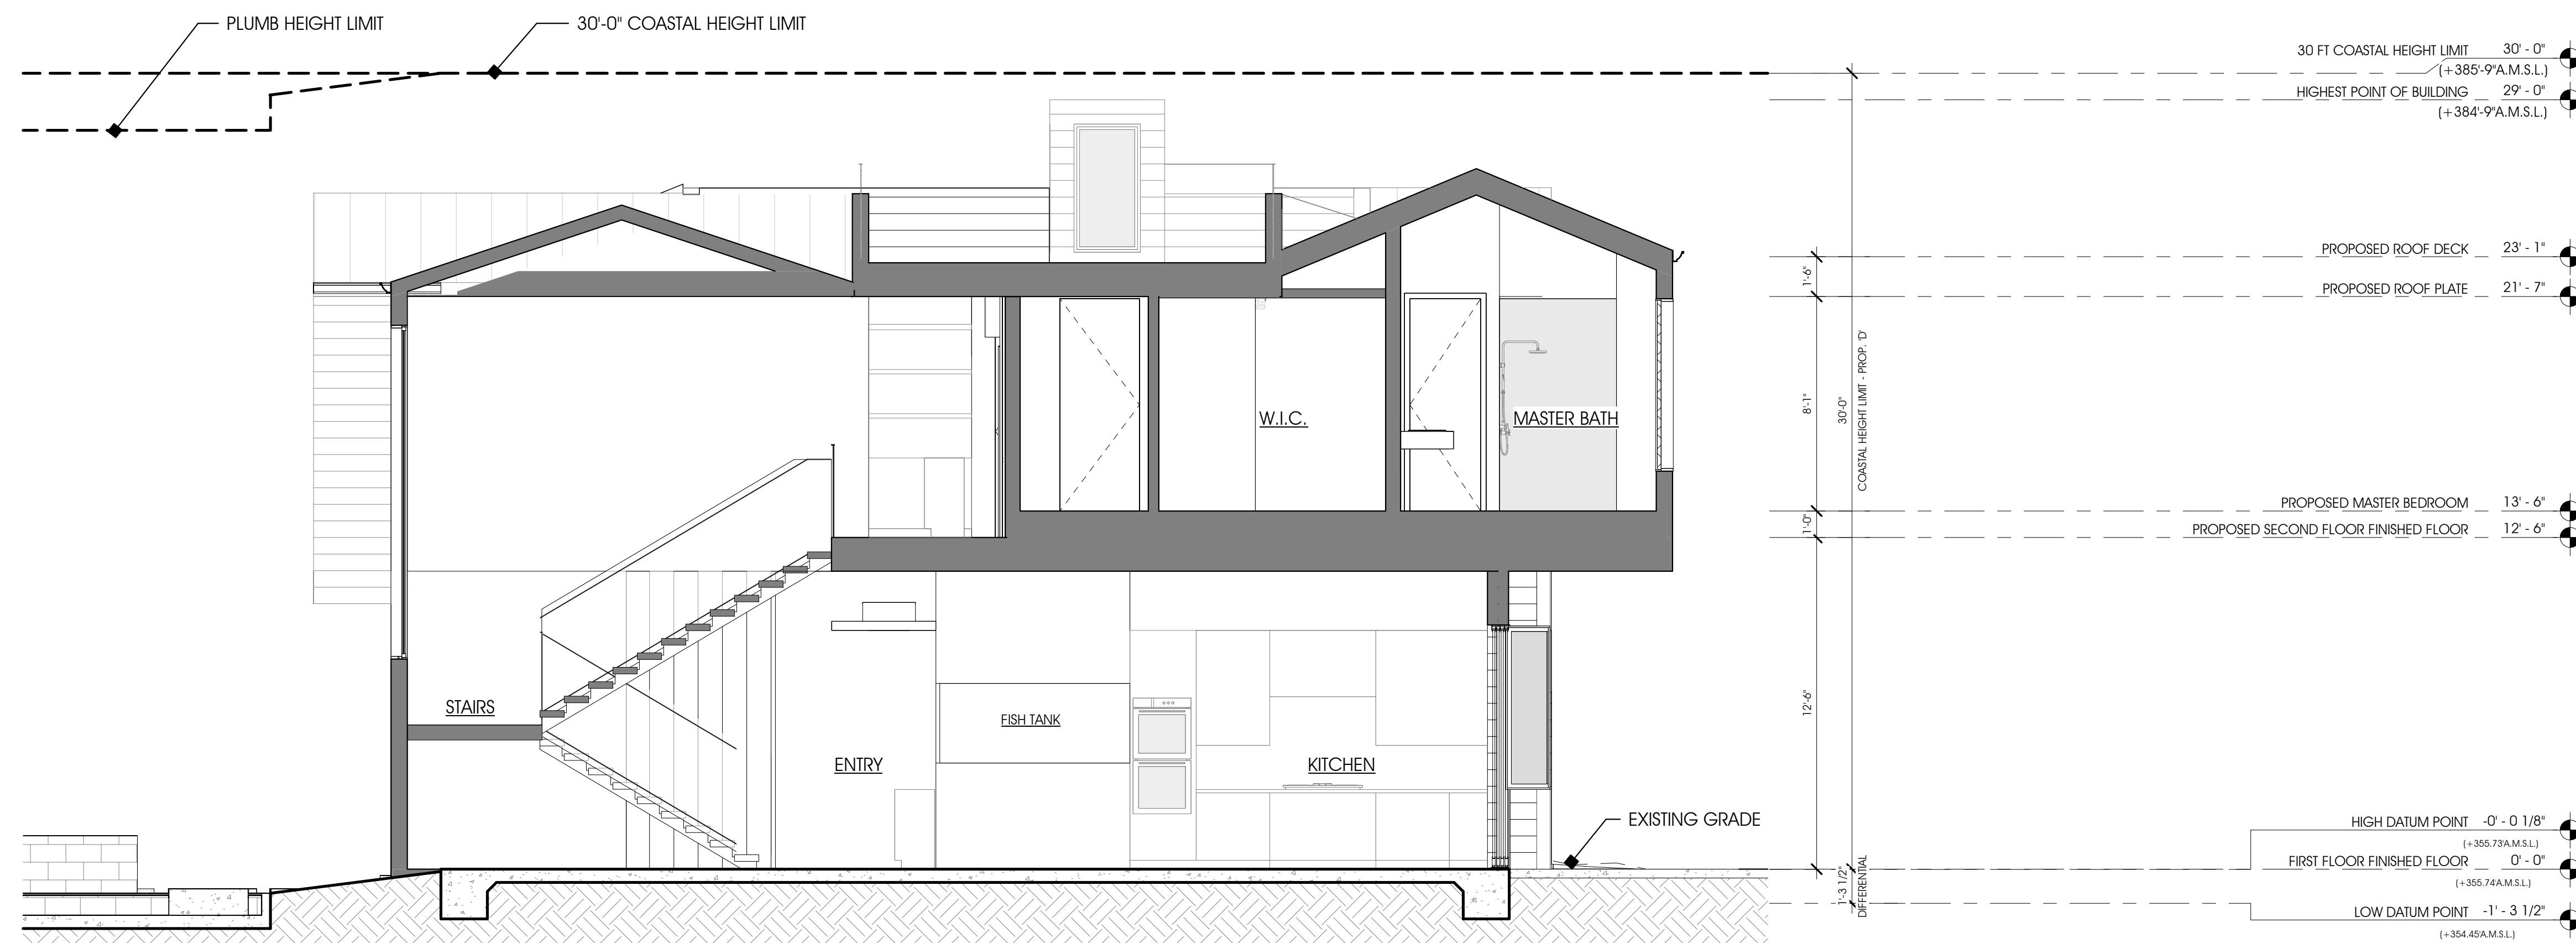 PLUMB HEIGHT LIMIT
30'-0" COASTAL HEIGHT LIMIT
30 FT COASTAL HEIGHT LIMIT 30' - 0"
(+385'-9"A.M.S.L.)
HIGHEST POINT OF BUILDING 29' - 0"
(+384'-9"A.M.S.L.)
PROPOSED ROOF DECK 23' - 1"
1'-6"
PROPOSED ROOF PLATE 21' - 7"
COASTAL HEIGHT LIMIT - PROP. 'D'
30'-0"
8'-1"
W.I.C.
MASTER BATH
PROPOSED MASTER BEDROOM 13' - 6"
1'-0"
PROPOSED SECOND FLOOR FINISHED FLOOR 12' - 6"
12'-6"
STAIRS
FISH TANK
ENTRY
KITCHEN
EXISTING GRADE
HIGH DATUM POINT -0' - 0 1/8"
(+355.73'A.M.S.L.)
FIRST FLOOR FINISHED FLOOR 0' - 0"
(+355.74'A.M.S.L.)
1'-3 1/2"
DIFFERENTIAL
LOW DATUM POINT -1' - 3 1/2"
(+354.45'A.M.S.L.)